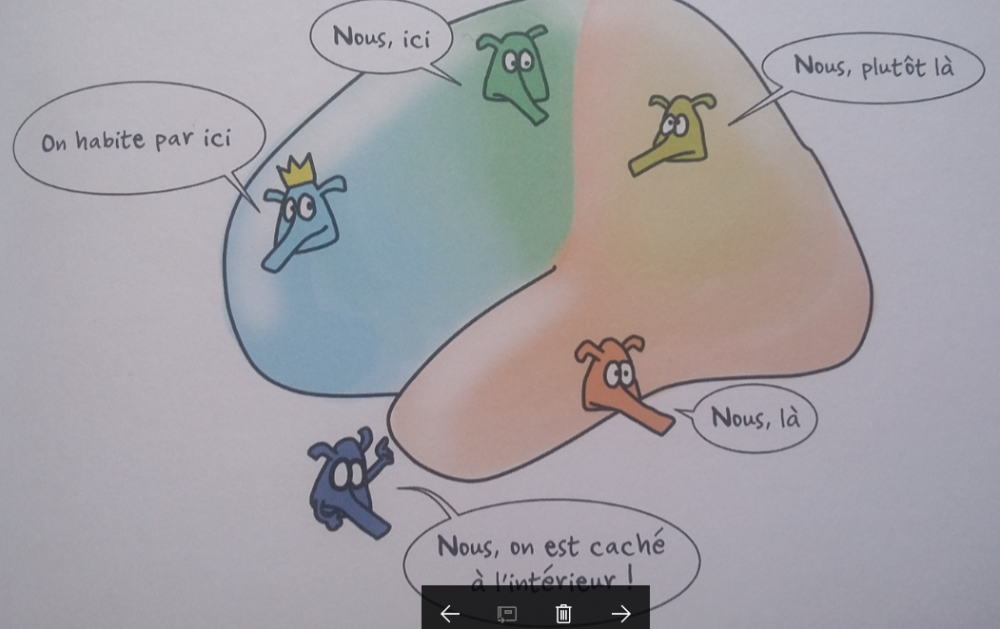 Nous, ici
Nous, plutôt là
On habite par ici
Nous, là
Nous, on est caché
à l'intérieur !